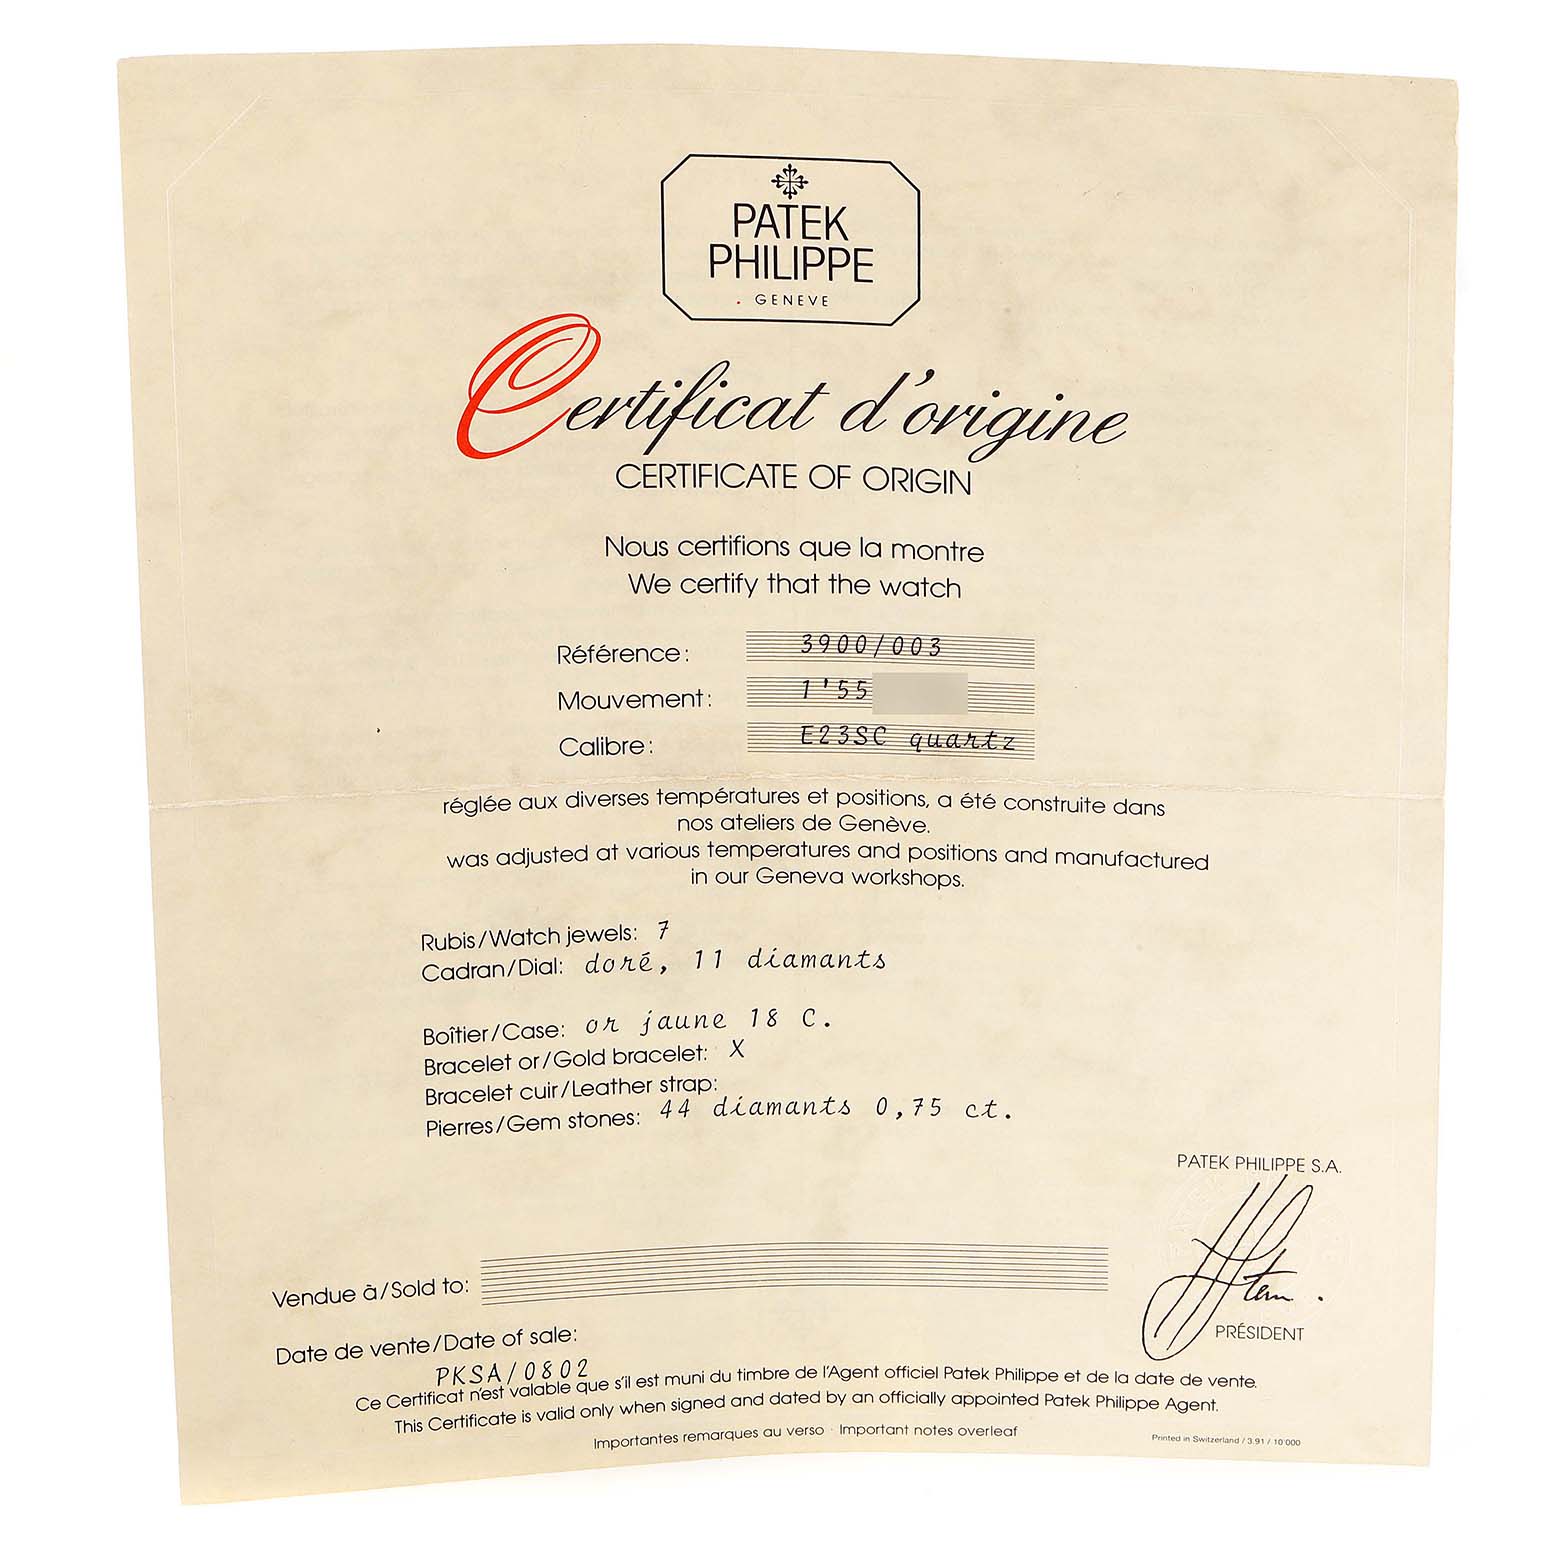 PATEK
PHILIPPE
GENEVE
Certificat d'origine
CERTIFICATE OF ORIGIN
Nous certifions que la montre
We certify that the watch
Référence: 3900/003
Mouvement: 1'55
Calibre: E23SC quartz
réglée aux diverses températures et positions, a été construite dans
nos ateliers de Genève.
was adjusted at various temperatures and positions and manufactured
in our Geneva workshops.
Rubis/Watch jewels: 7
Cadran/Dial: doré, 11 diamants
Boîtier/Case: or jaune 18 C.
Bracelet or/Gold bracelet: X
Bracelet cuir/Leather strap:
Pierres/Gem stones: 44 diamants 0,75 ct.
PATEK PHILIPPE S.A.
Stern
PRÉSIDENT
Vendue à/Sold to:
Date de vente/Date of sale:
PKSA/0802
Ce Certificat n'est valable que s'il est muni du timbre de l'Agent officiel Patek Philippe et de la date de vente.
This Certificate is valid only when signed and dated by an officially appointed Patek Philippe Agent.
Importantes remarques au verso · Important notes overleaf
Printed in Switzerland / 3.91 / 10'000